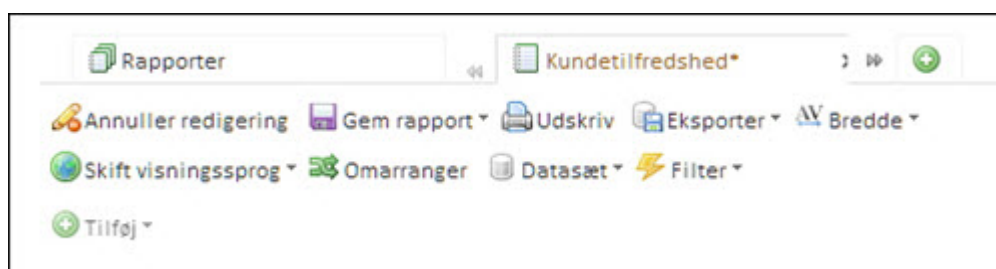 Rapporter Kundetilfredshed*
Annuller redigering Gem rapport Udskriv Eksporter Bredde
Skift visningssprog Omarranger Datasæt Filter
Tilføj